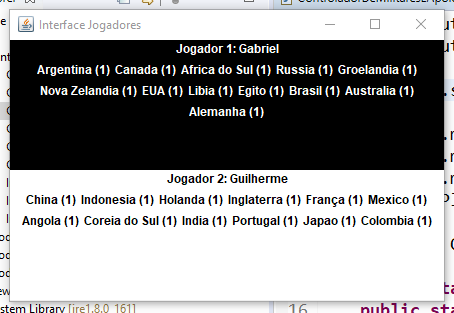 ControladorDeMilitaresApoi
Interface Jogadores
Jogador 1: Gabriel
Argentina (1) Canada (1) Africa do Sul (1) Russia (1) Groelandia (1)
Nova Zelandia (1) EUA (1) Libia (1) Egito (1) Brasil (1) Australia (1)
Alemanha (1)
Jogador 2: Guilherme
China (1) Indonesia (1) Holanda (1) Inglaterra (1) França (1) Mexico (1)
Angola (1) Coreia do Sul (1) India (1) Portugal (1) Japao (1) Colombia (1)
stem Library [jre1.8.0_161]
16 public sta